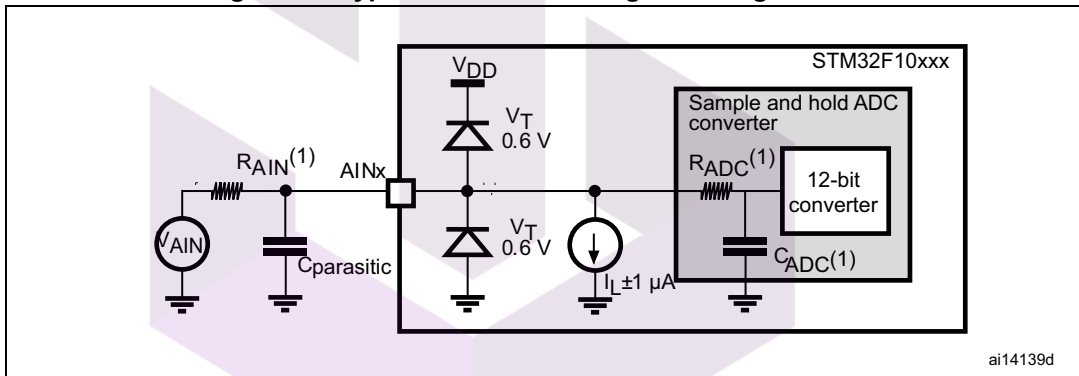 STM32F10xxx
VDD
Sample and hold ADC
converter
VT
0.6 V
RAIN(1)
AINx
RADC(1)
12-bit
converter
VAIN
Cparasitic
VT
0.6 V
IL±1 µA
CADC(1)
ai14139d